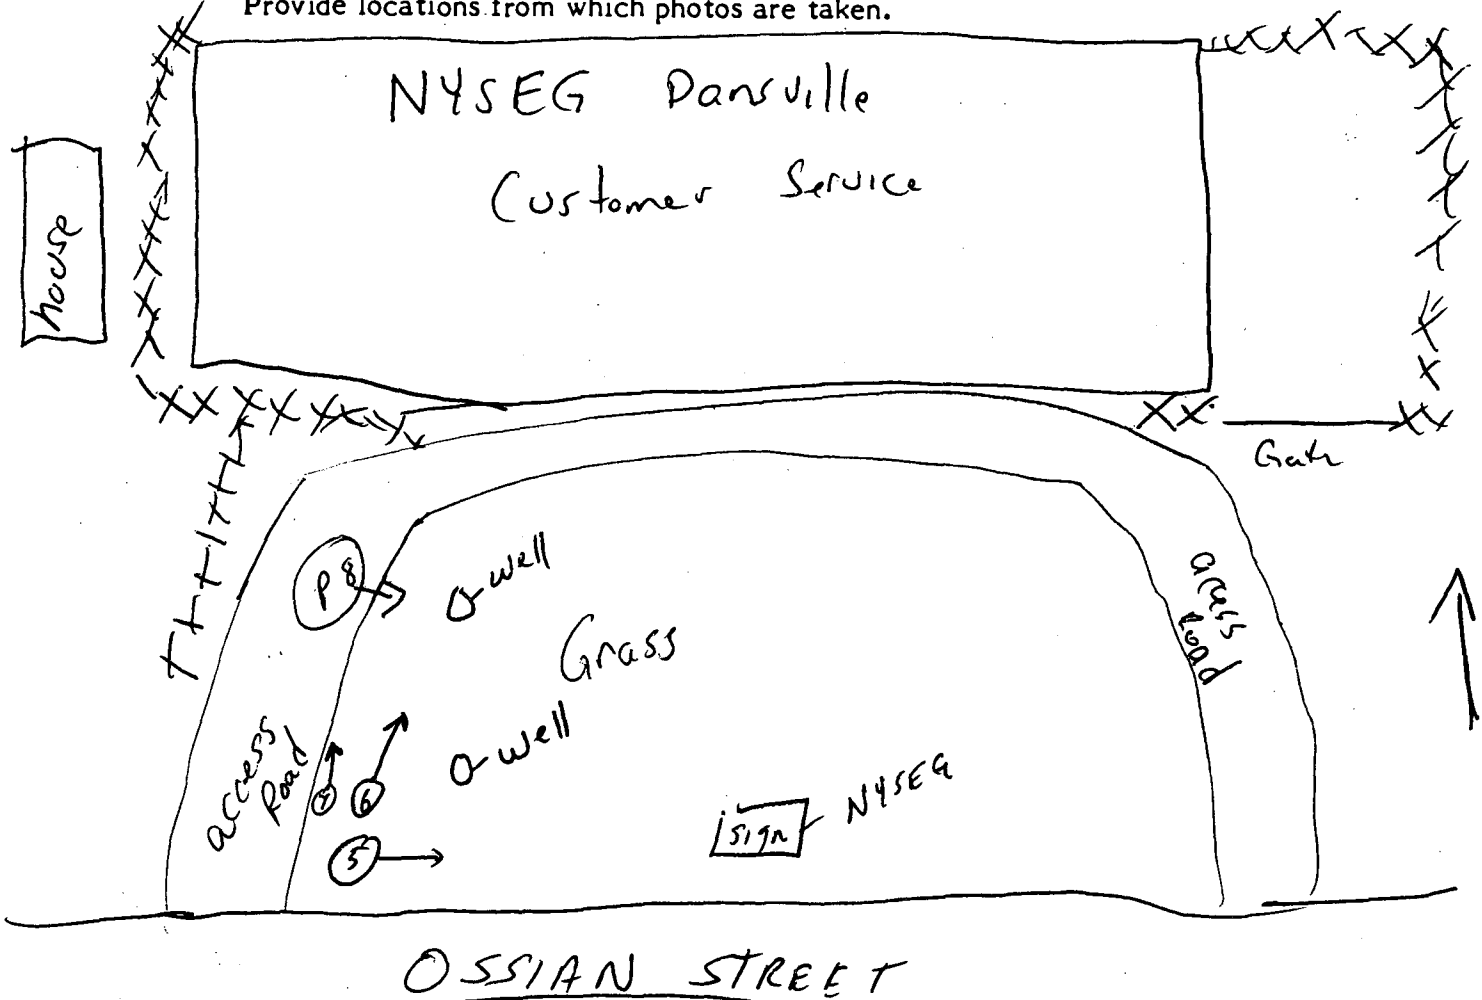 Provide locations from which photos are taken.
NYSEG Dansville
Customer Service
house
Gate
P8
well
Grass
access
Road
access
Road
well
6
5
sign
NYSEG
OSSIAN STREET